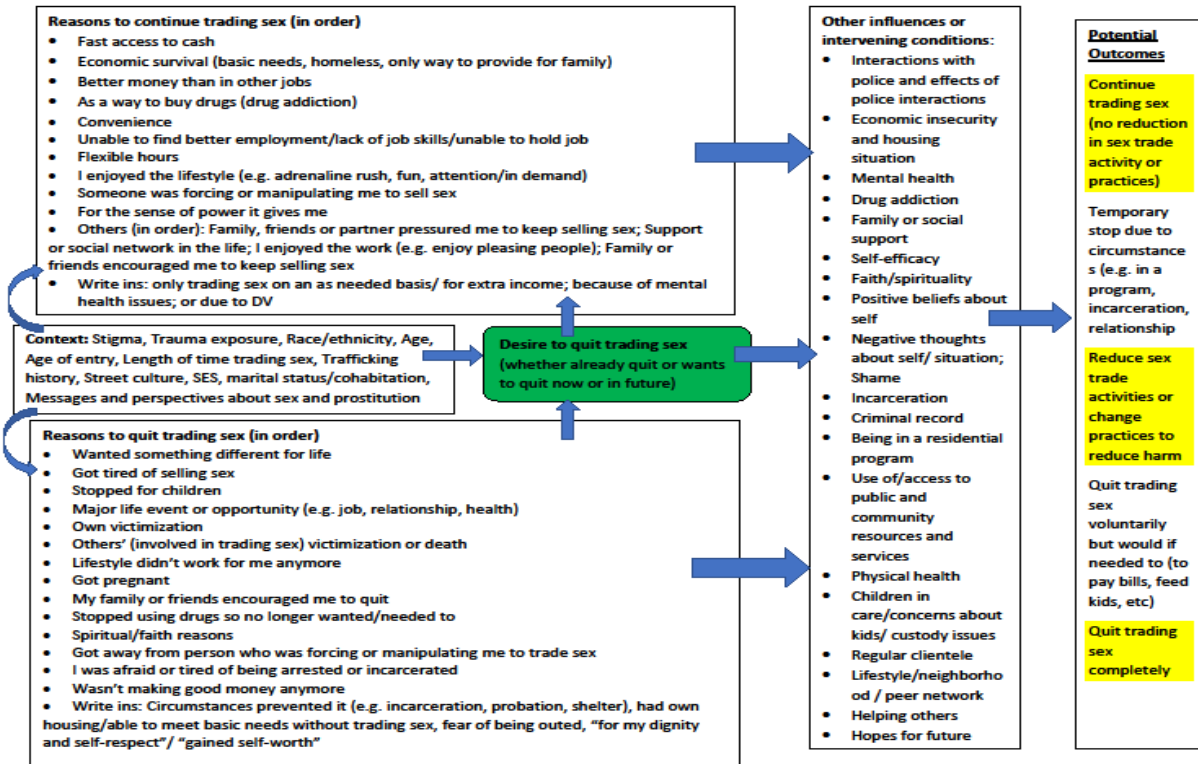 Reasons to continue trading sex (in order)
• Fast access to cash
• Economic survival (basic needs, homeless, only way to provide for family)
• Better money than in other jobs
• As a way to buy drugs (drug addiction)
• Convenience
• Unable to find better employment/lack of job skills/unable to hold job
• Flexible hours
• I enjoyed the lifestyle (e.g. adrenaline rush, fun, attention/in demand)
• Someone was forcing or manipulating me to sell sex
• For the sense of power it gives me
• Others (in order): Family, friends or partner pressured me to keep selling sex; Support
or social network in the life; I enjoyed the work (e.g. enjoy pleasing people); Family or
friends encouraged me to keep selling sex
• Write ins: only trading sex on an as needed basis/ for extra income; because of mental
health issues; or due to DV
Context: Stigma, Trauma exposure, Race/ethnicity, Age,
Age of entry, Length of time trading sex, Trafficking
history, Street culture, SES, marital status/cohabitation,
Messages and perspectives about sex and prostitution
Desire to quit trading sex
(whether already quit or wants
to quit now or in future)
Reasons to quit trading sex (in order)
• Wanted something different for life
• Got tired of selling sex
• Stopped for children
• Major life event or opportunity (e.g. job, relationship, health)
• Own victimization
• Others' (involved in trading sex) victimization or death
• Lifestyle didn't work for me anymore
• Got pregnant
• My family or friends encouraged me to quit
• Stopped using drugs so no longer wanted/needed to
• Spiritual/faith reasons
• Got away from person who was forcing or manipulating me to trade sex
• I was afraid or tired of being arrested or incarcerated
• Wasn't making good money anymore
• Write ins: Circumstances prevented it (e.g. incarceration, probation, shelter), had own
housing/able to meet basic needs without trading sex, fear of being outed, "for my dignity
and self-respect"/ "gained self-worth"
Other influences or
intervening conditions:
• Interactions with
police and effects of
police interactions
• Economic insecurity
and housing
situation
• Mental health
• Drug addiction
• Family or social
support
• Self-efficacy
• Faith/spirituality
• Positive beliefs about
self
• Negative thoughts
about self/ situation;
Shame
• Incarceration
• Criminal record
• Being in a residential
program
• Use of/access to
public and
community
resources and
services
• Physical health
• Children in
care/concerns about
kids/ custody issues
• Regular clientele
• Lifestyle/neighborho
od / peer network
• Helping others
• Hopes for future
Potential
Outcomes
Continue
trading sex
(no reduction
in sex trade
activity or
practices)
Temporary
stop due to
circumstance
s (e.g. in a
program,
incarceration,
relationship
Reduce sex
trade
activities or
change
practices to
reduce harm
Quit trading
sex
voluntarily
but would if
needed to (to
pay bills, feed
kids, etc)
Quit trading
sex
completely